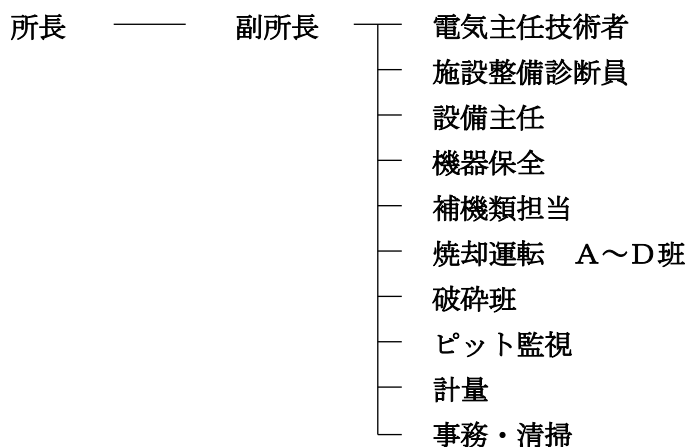 所長 副所長 電気主任技術者
施設整備診断員
設備主任
機器保全
補機類担当
焼却運転　Ａ～Ｄ班
破砕班
ピット監視
計量
事務・清掃